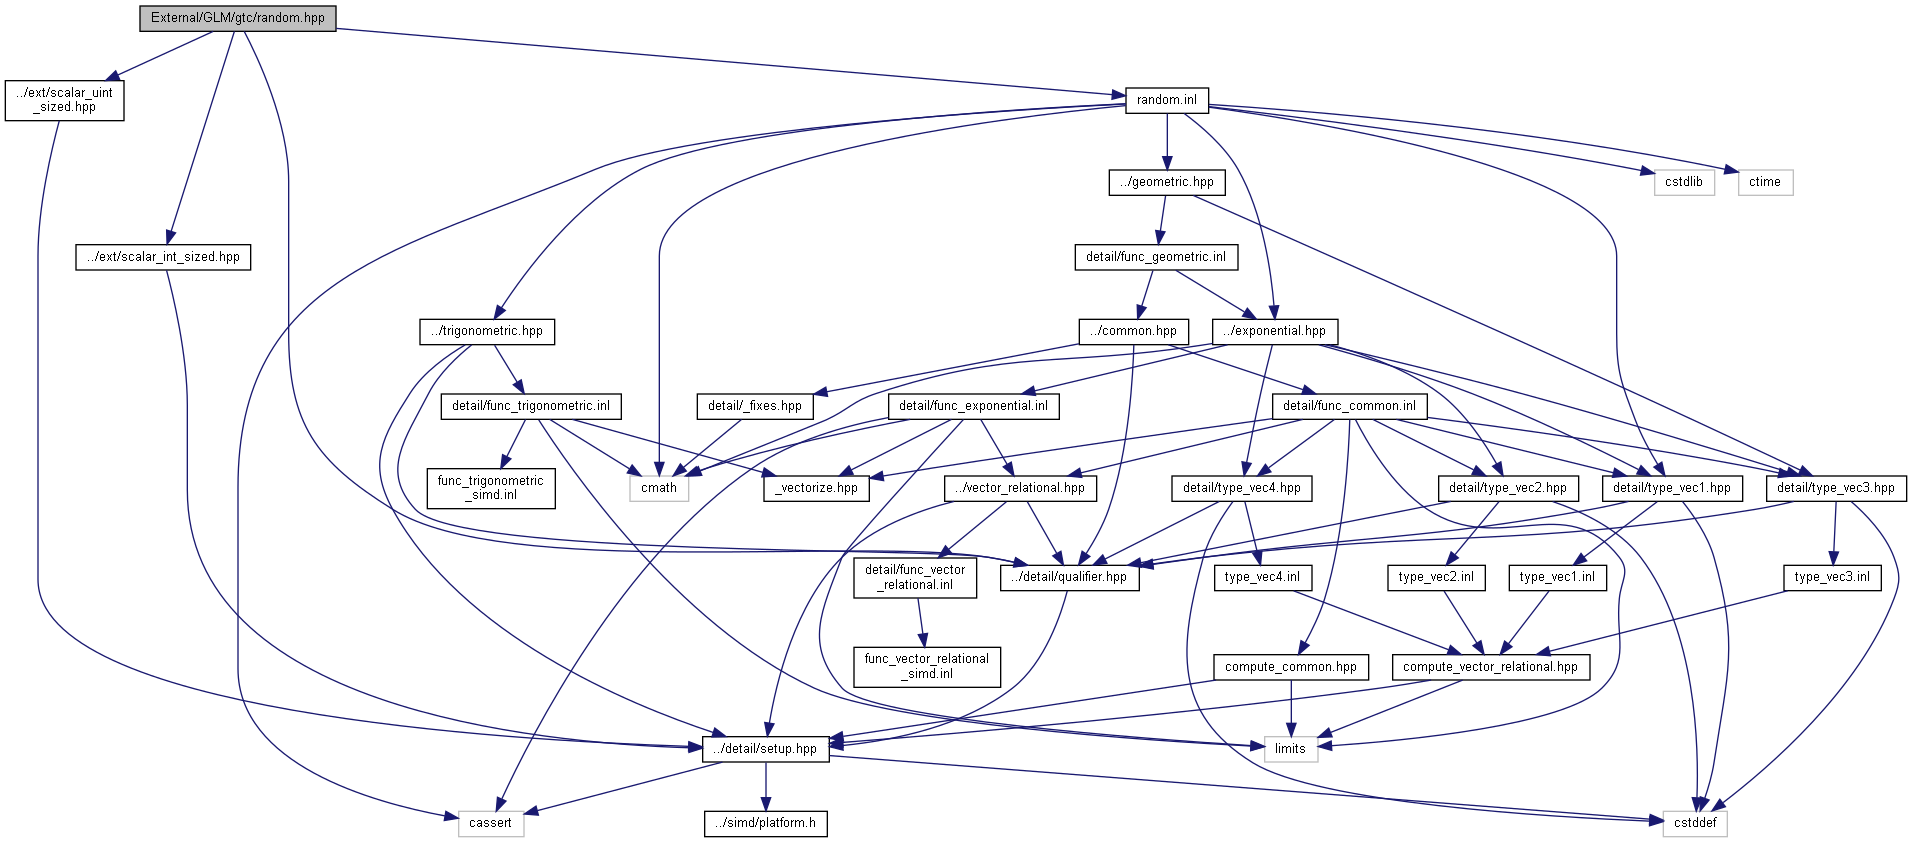 External/GLM/gtc/random.hpp
../ext/scalar_uint
_sized.hpp
random.inl
../geometric.hpp
cstdlib
ctime
../ext/scalar_int_sized.hpp
detail/func_geometric.inl
../trigonometric.hpp
../common.hpp
../exponential.hpp
detail/func_trigonometric.inl
detail/_fixes.hpp
detail/func_exponential.inl
detail/func_common.inl
func_trigonometric
_simd.inl
cmath
_vectorize.hpp
../vector_relational.hpp
detail/type_vec4.hpp
detail/type_vec2.hpp
detail/type_vec1.hpp
detail/type_vec3.hpp
detail/func_vector
_relational.inl
../detail/qualifier.hpp
type_vec4.inl
type_vec2.inl
type_vec1.inl
type_vec3.inl
func_vector_relational
_simd.inl
compute_common.hpp
compute_vector_relational.hpp
../detail/setup.hpp
limits
cassert
../simd/platform.h
cstddef